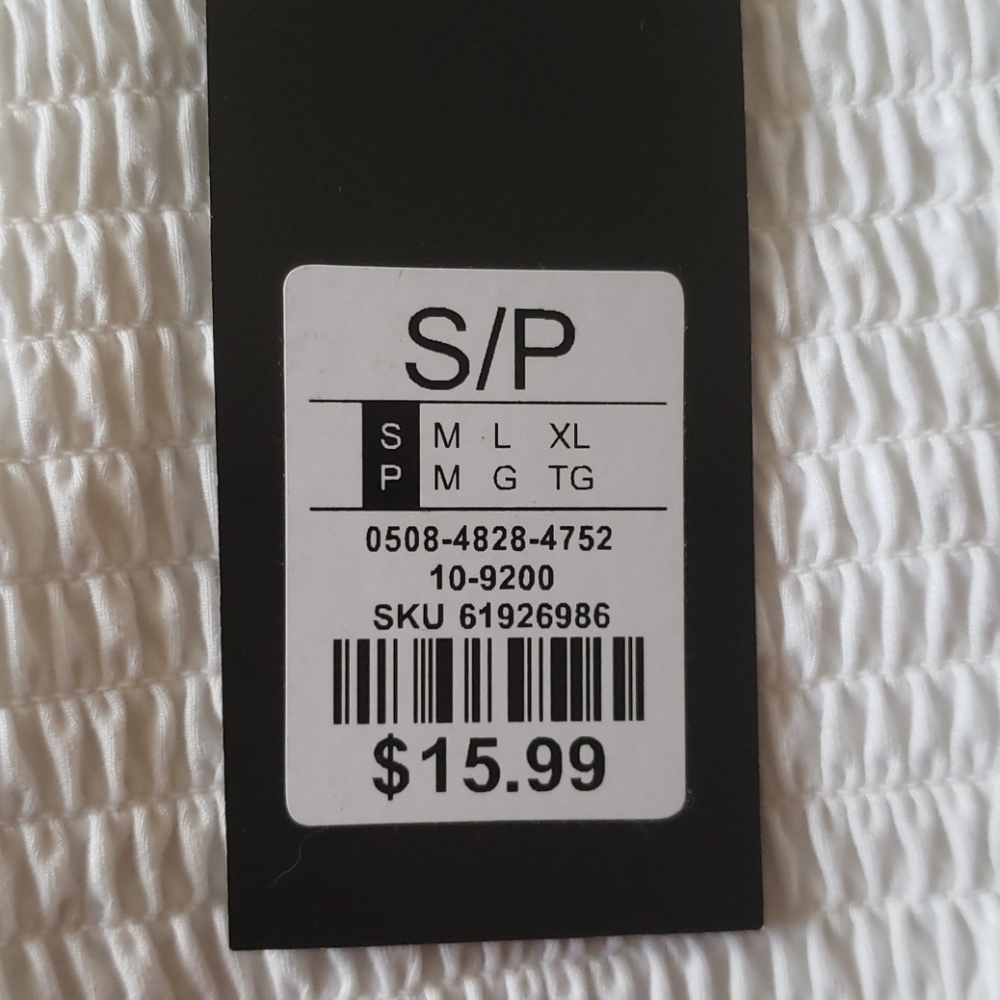 S/P
S M L XL
P M G TG
0508-4828-4752
10-9200
SKU 61926986
$15.99